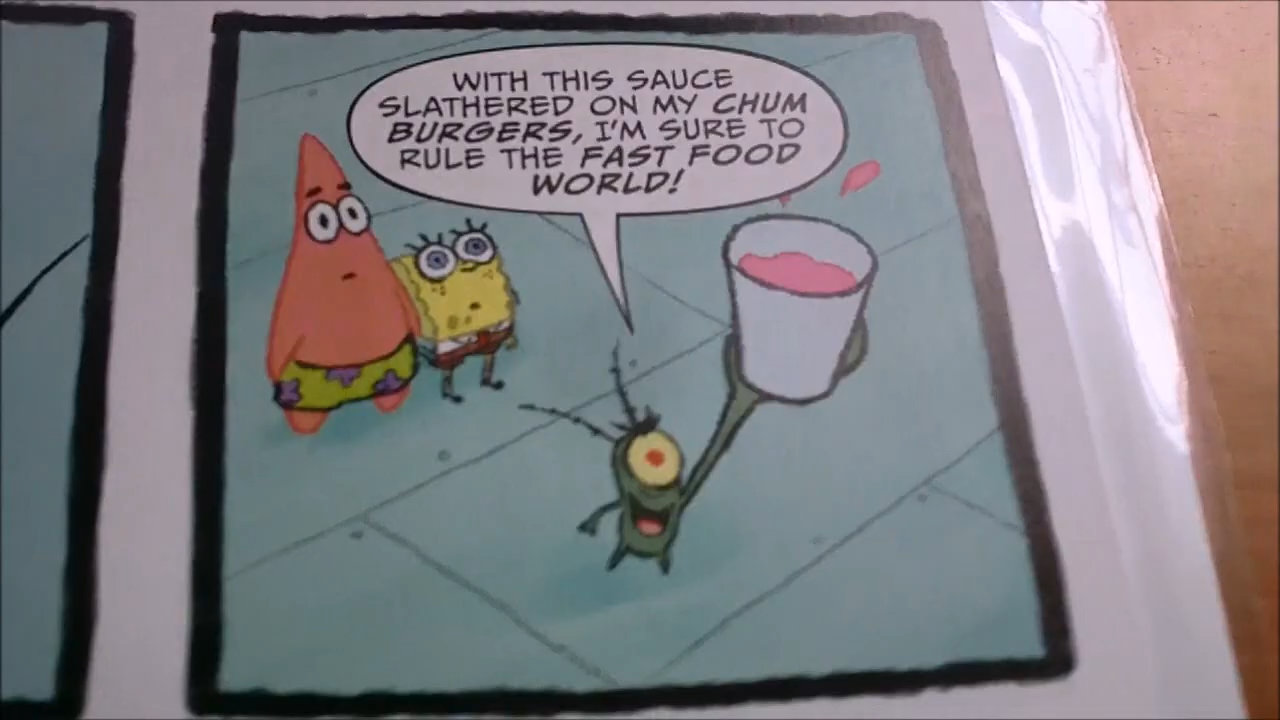 WITH THIS SAUCE
SLATHERED ON MY CHUM
BURGERS, I'M SURE TO
RULE THE FAST FOOD
WORLD!